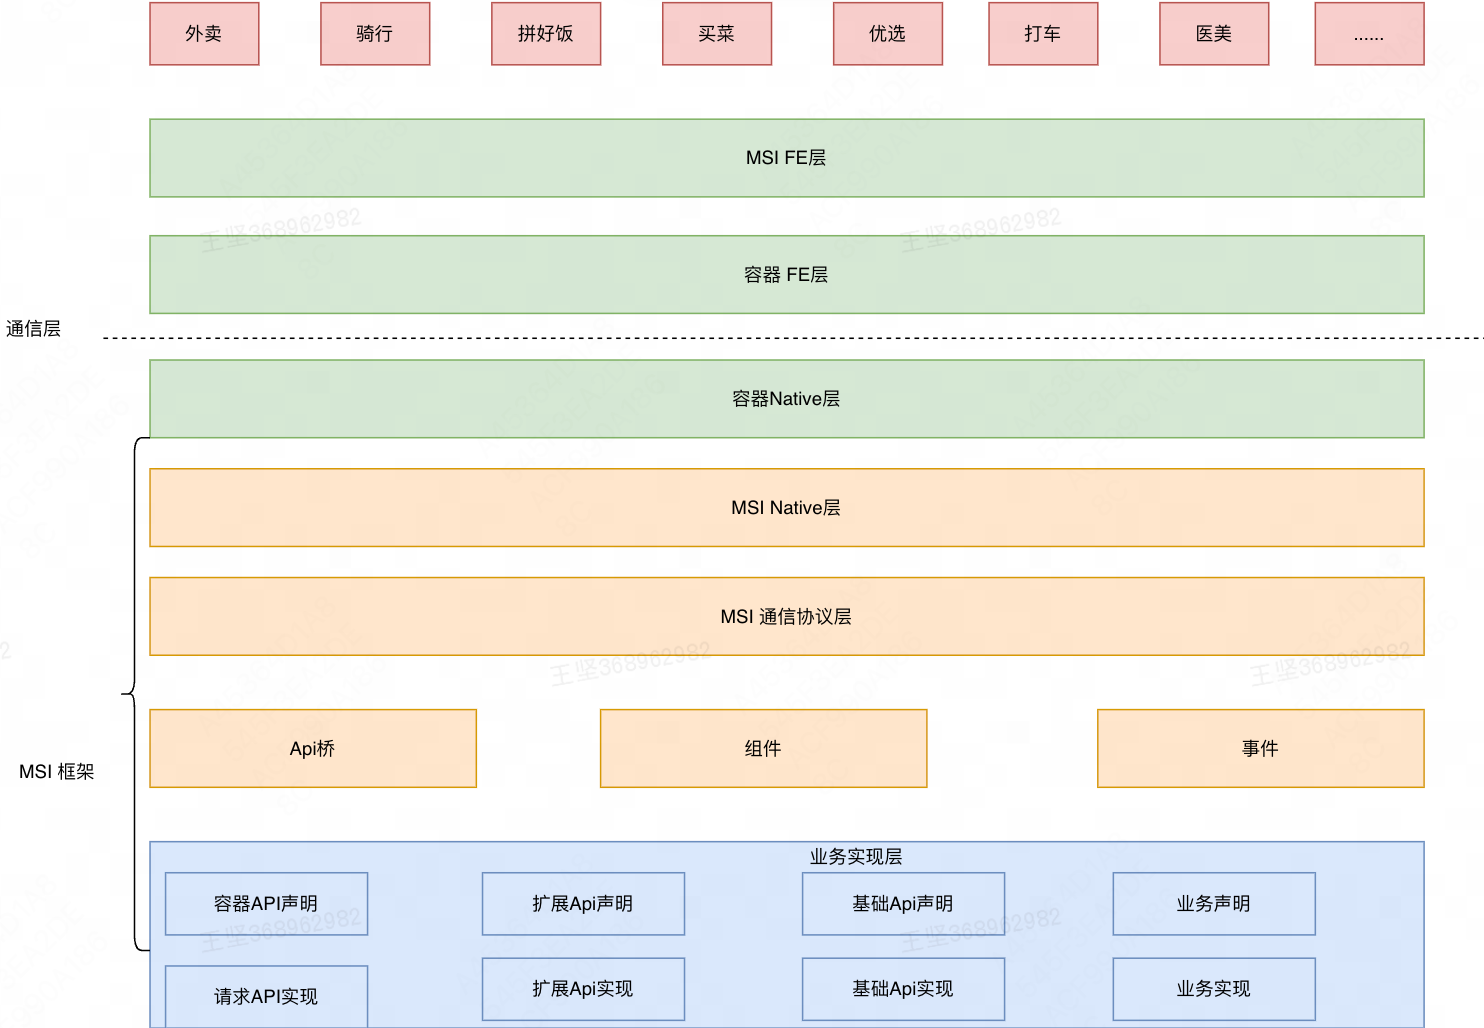 外卖
骑行
拼好饭
买菜
优选
打车
医美
......
MSI FE层
王坚368962982
王坚368962982
容器 FE层
通信层
容器Native层
MSI Native层
MSI 通信协议层
王坚368962982
王坚368962982
2
Api桥
组件
事件
MSI 框架
业务实现层
容器API声明
扩展Api声明
基础Api声明
业务声明
王坚368962982
王坚368962982
请求API实现
扩展Api实现
基础Api实现
业务实现